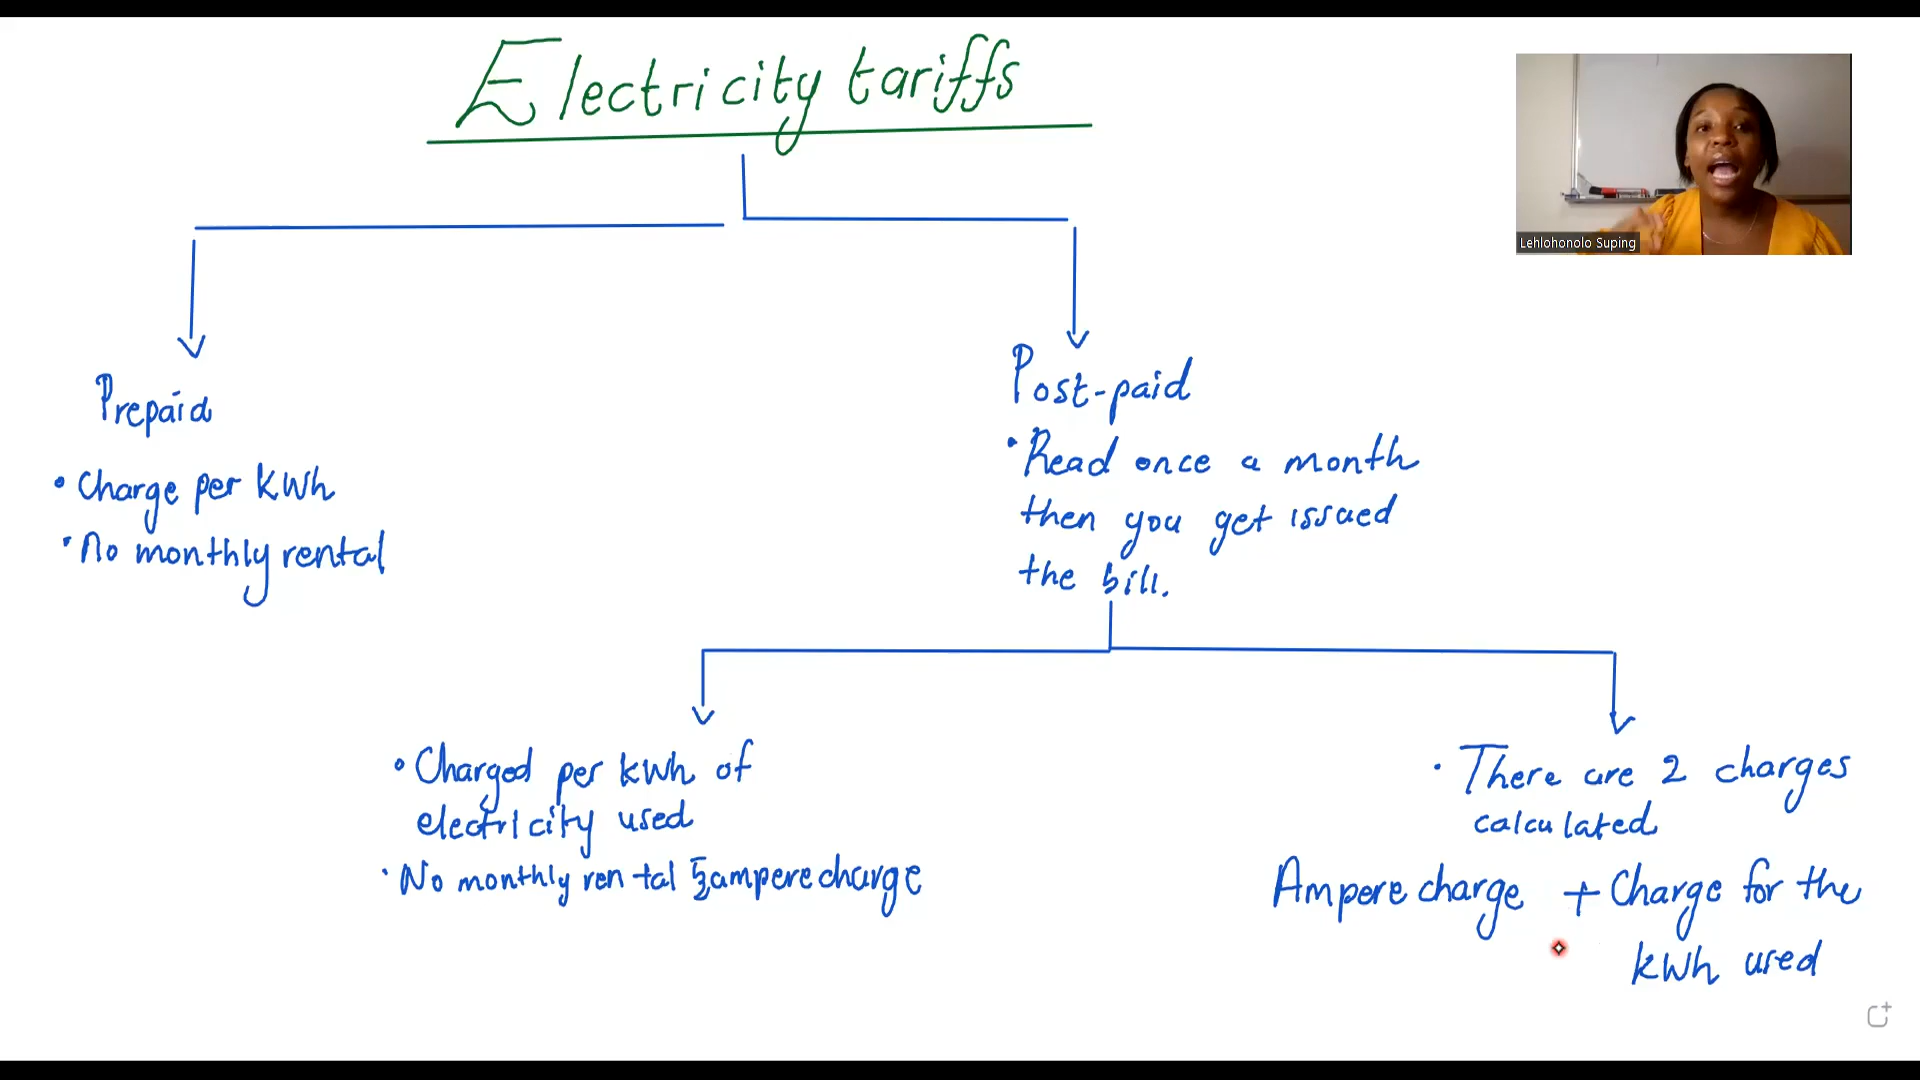 Electricity tariffs
Lehlohonolo Suping
Prepaid
• Charge per kWh
• No monthly rental
Post-paid
• Read once a month
then you get issued
the bill.
• Charged per kWh of
electricity used
• No monthly rental & ampere charge
• There are 2 charges
calculated
Ampere charge + Charge for the
kWh used